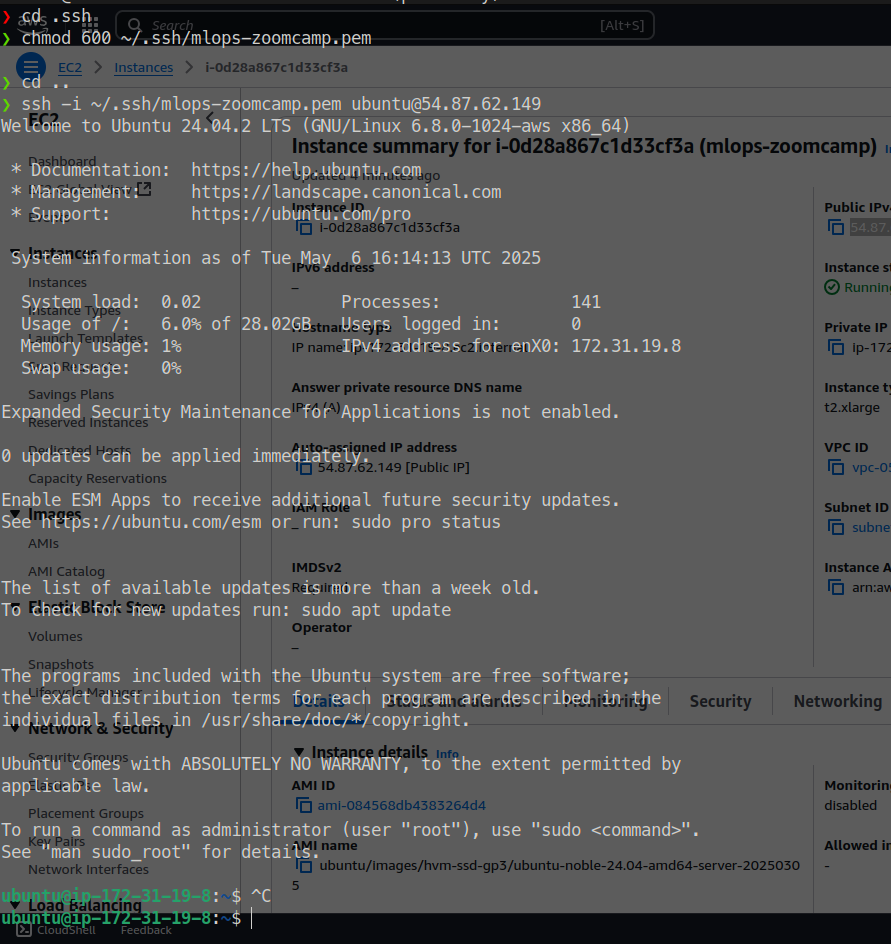 ❯ cd .ssh
aws
Search
[Alt+S]
❯ chmod 600 ~/.ssh/mlops-zoomcamp.pem
EC2
Instances
i-0d28a867c1d33cf3a
❯ cd ..
❯ ssh -i ~/.ssh/mlops-zoomcamp.pem ubuntu@54.87.62.149
Welcome to Ubuntu 24.04.2 LTS (GNU/Linux 6.8.0-1024-aws x86_64)

 * Documentation:  https://help.ubuntu.com
 * Management:     https://landscape.canonical.com
 * Support:        https://ubuntu.com/pro

 System information as of Tue May  6 16:14:13 UTC 2025

  System load:  0.02               Processes:             141
  Usage of /:   6.0% of 28.02GB   Users logged in:       0
  Memory usage: 1%                IPv4 address for enX0: 172.31.19.8
  Swap usage:   0%

Expanded Security Maintenance for Applications is not enabled.

0 updates can be applied immediately.

Enable ESM Apps to receive additional future security updates.
See https://ubuntu.com/esm or run: sudo pro status

The list of available updates is more than a week old.
To check for new updates run: sudo apt update

The programs included with the Ubuntu system are free software;
the exact distribution terms for each program are described in the
individual files in /usr/share/doc/*/copyright.

Ubuntu comes with ABSOLUTELY NO WARRANTY, to the extent permitted by
applicable law.

To run a command as administrator (user "root"), use "sudo <command>".
See "man sudo_root" for details.

ubuntu@ip-172-31-19-8:~$ ^C
ubuntu@ip-172-31-19-8:~$
EC2
Dashboard
Instances
Instances
Instance Types
Launch Templates
Savings Plans
Reserved Instances
Dedicated Hosts
Capacity Reservations
Images
AMIs
AMI Catalog
Elastic Block Store
Volumes
Snapshots
Lifecycle Manager
Network & Security
Security Groups
Placement Groups
Key Pairs
Network Interfaces
Load Balancing
CloudShell
Feedback
Instance summary for i-0d28a867c1d33cf3a (mlops-zoomcamp)
Updated 4 minutes ago
Instance ID
i-0d28a867c1d33cf3a
IPv6 address
–
Hostname type
Answer private resource DNS name
IPv4 (A)
Auto-assigned IP address
54.87.62.149 [Public IP]
IAM Role
–
IMDSv2
Required
Operator
–
Public IPv
54.87.
Instance st
Runnin
Private IP
ip-172
Instance ty
t2.xlarge
VPC ID
vpc-05
Subnet ID
subne
Instance A
arn:aw
Details
Status and alarms
Monitoring
Security
Networking
Instance details
Info
AMI ID
ami-084568db4383264d4
AMI name
ubuntu/images/hvm-ssd-gp3/ubuntu-noble-24.04-amd64-server-2025030
5
Monitorin
disabled
Allowed in
-